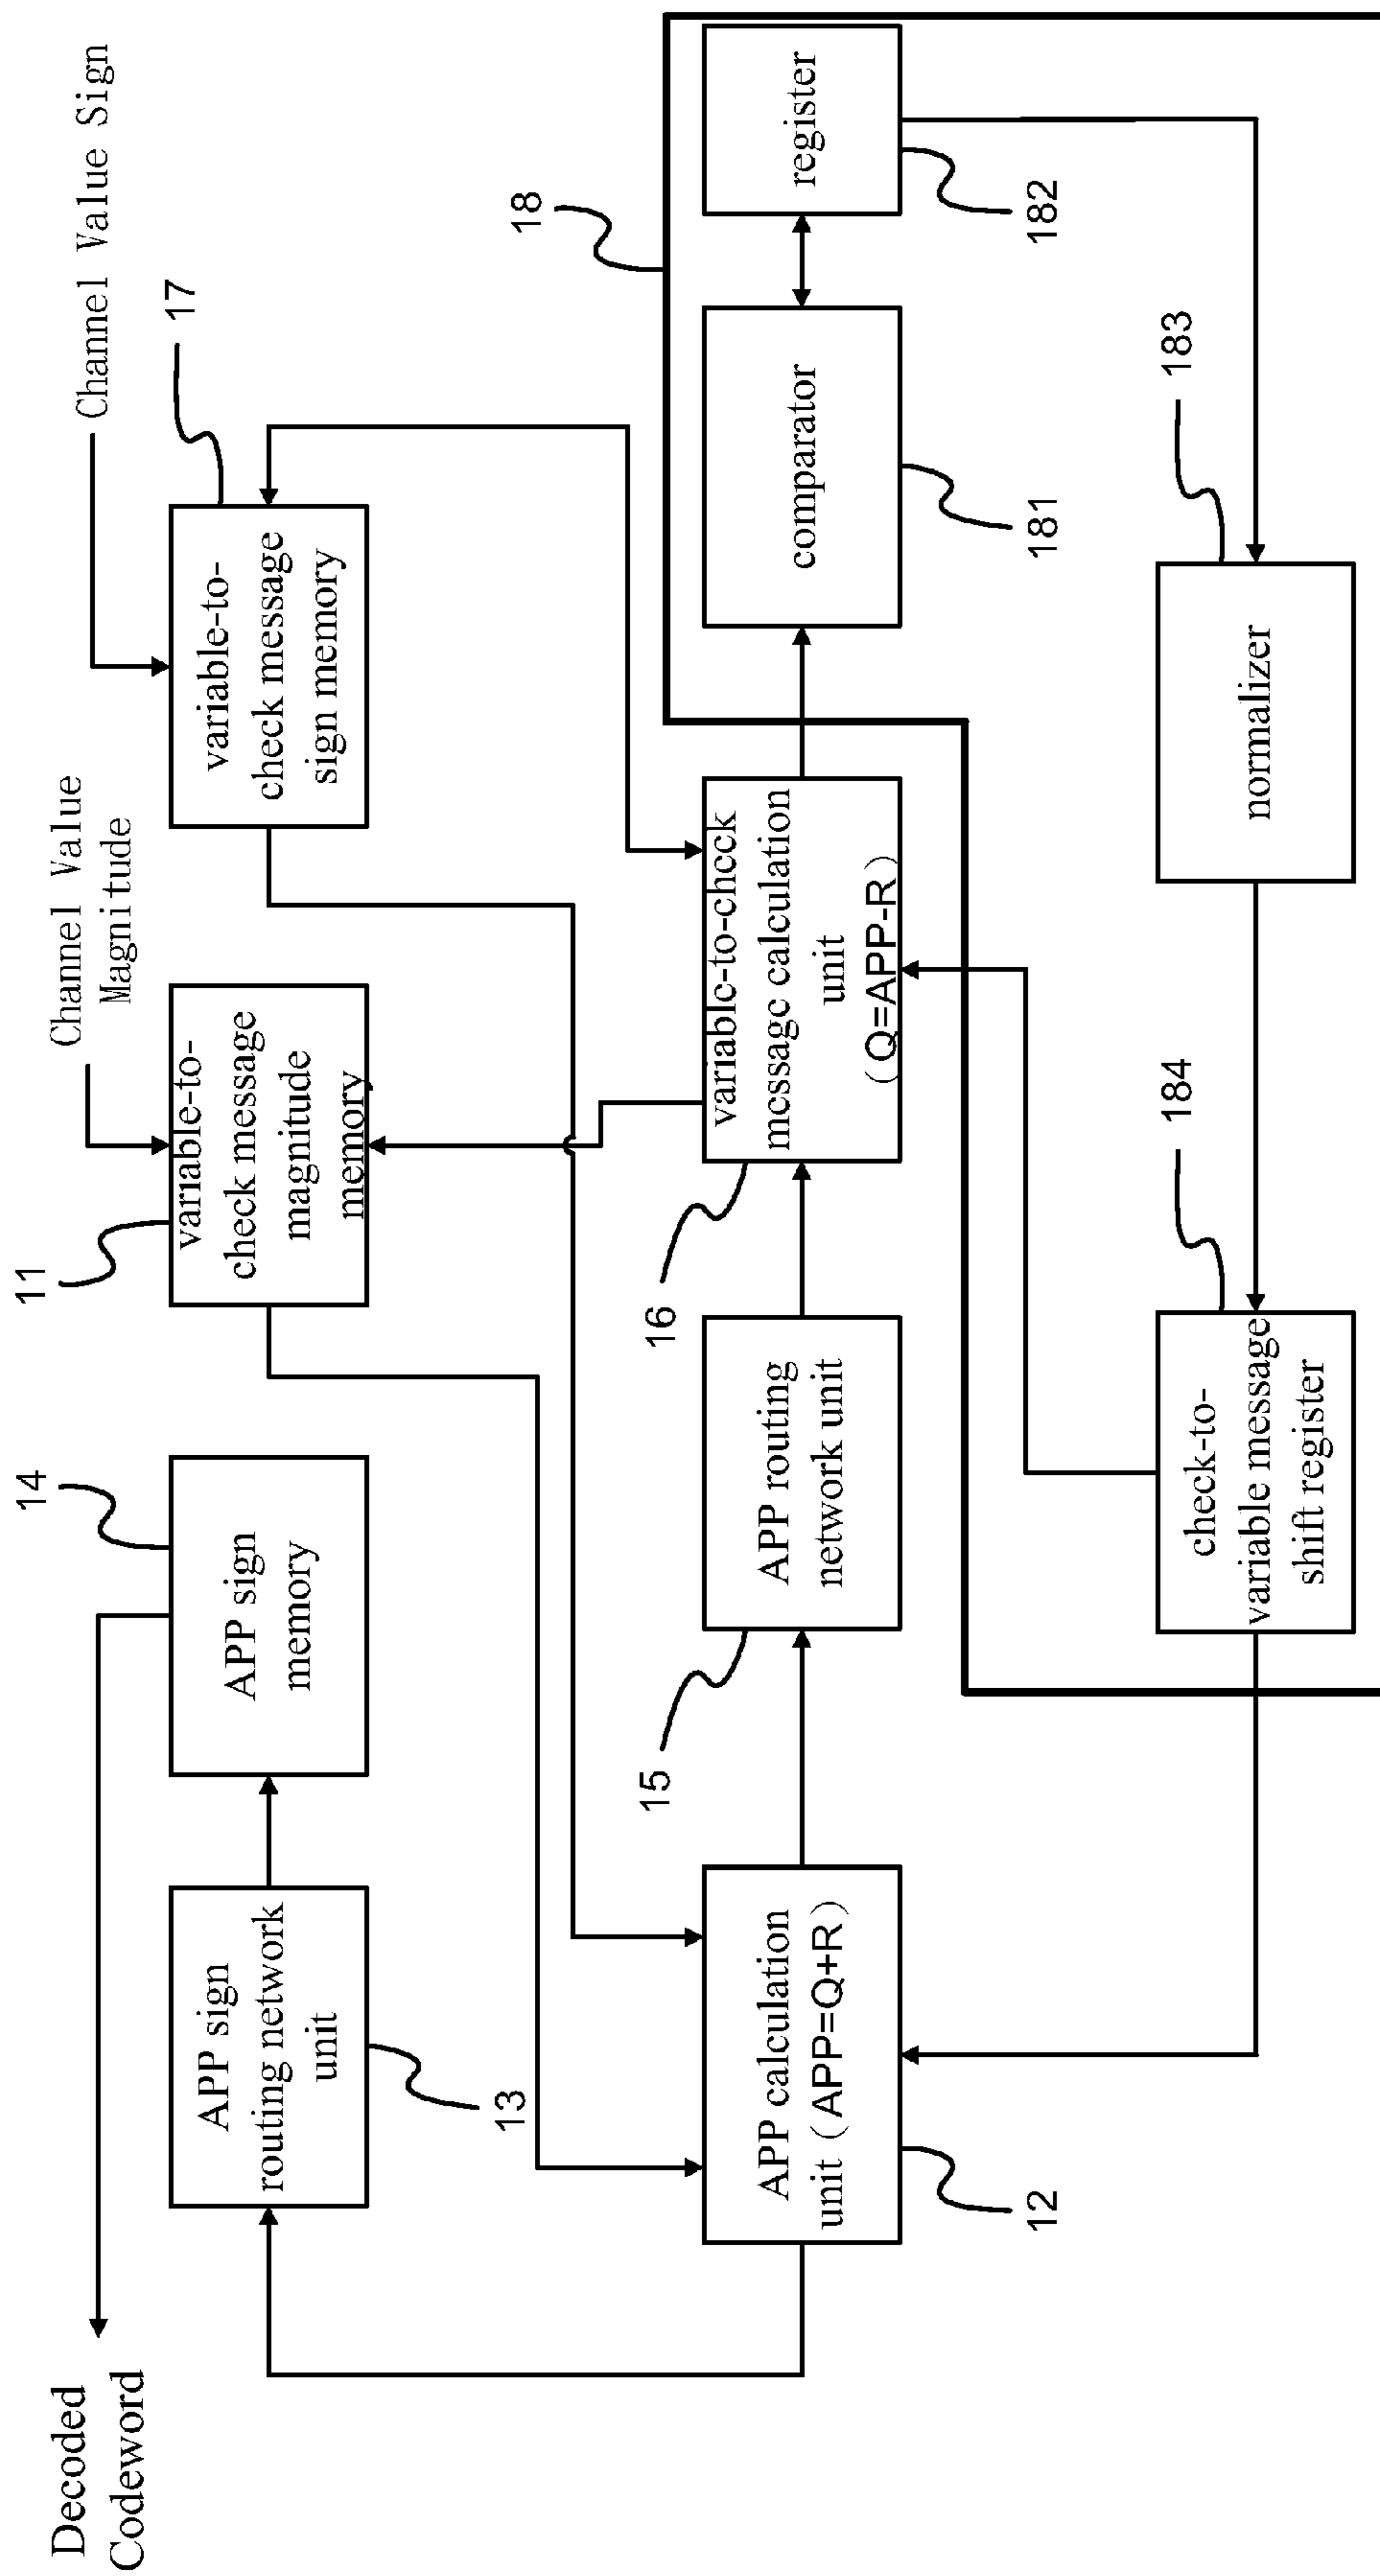 Decoded
Codeword
14
11
Channel Value
Magnitude
Channel Value Sign
17
APP sign
routing network
unit
13
APP sign
memory
variable-to-
check message
magnitude
memory
variable-to-
check message
sign memory
18
15
16
APP calculation
unit（APP=Q+R）
12
APP routing
network unit
variable-to-check
message calculation
unit
（Q=APP-R）
comparator
181
register
182
184
183
check-to-
variable message
shift register
normalizer